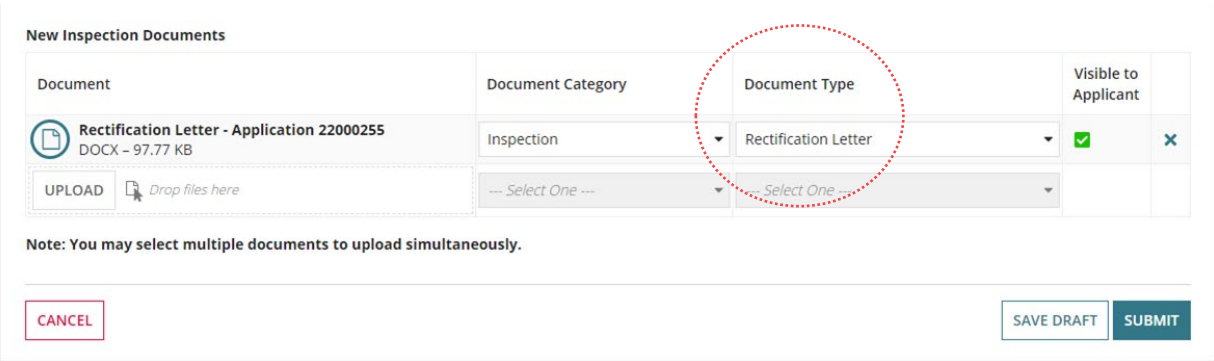 New Inspection Documents
Document Document Category Document Type Visible to Applicant
Rectification Letter - Application 22000255
DOCX – 97.77 KB
Inspection Rectification Letter
UPLOAD Drop files here --- Select One --- --- Select One ---
Note: You may select multiple documents to upload simultaneously.
CANCEL SAVE DRAFT SUBMIT